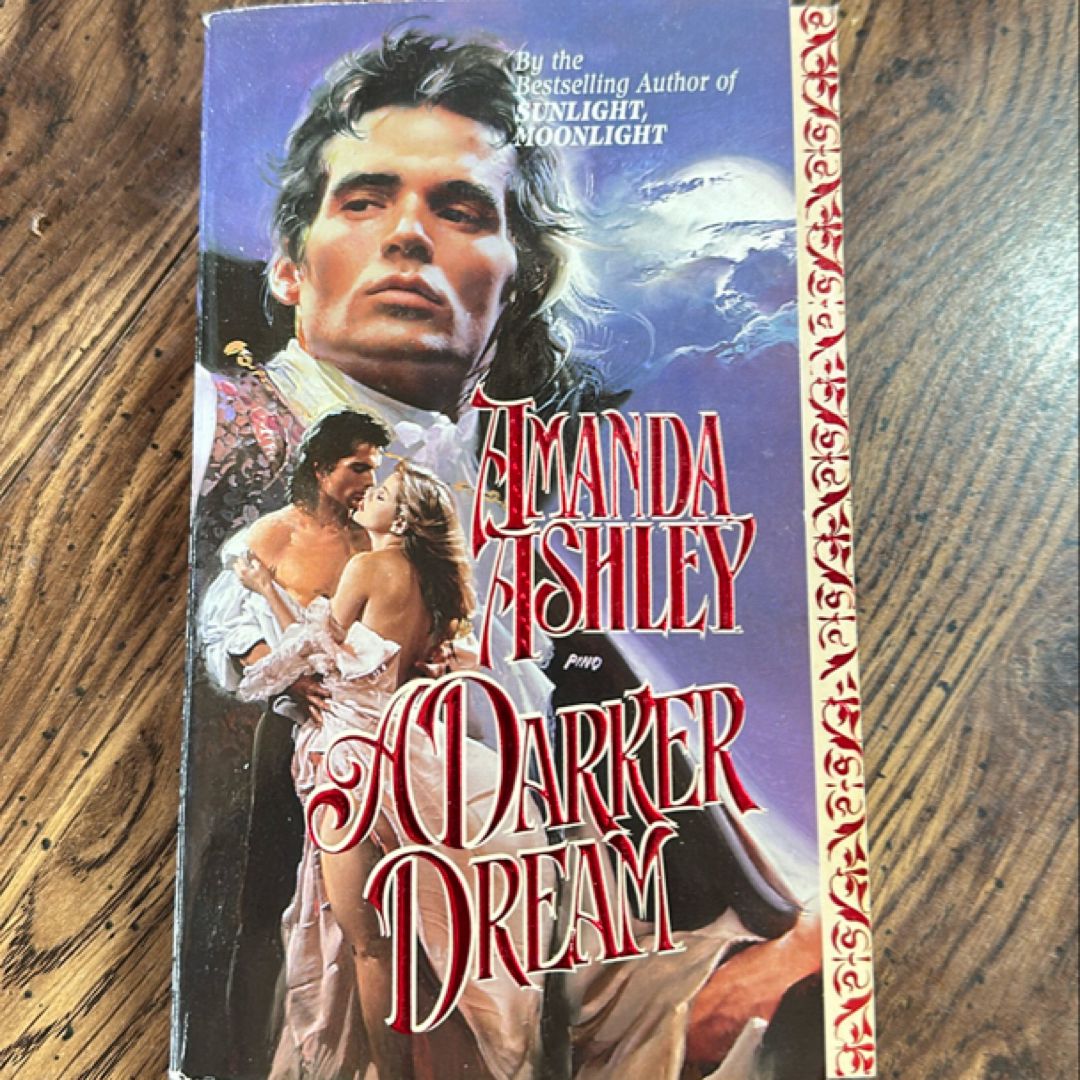 By the
Bestselling Author of
SUNLIGHT,
MOONLIGHT
AMANDA
ASHLEY
PINO
A DARKER
DREAM